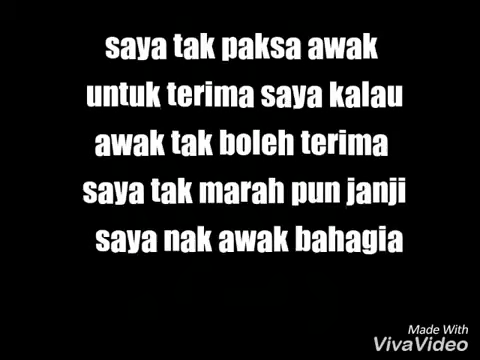 saya tak paksa awak
untuk terima saya kalau
awak tak boleh terima
saya tak marah pun janji
saya nak awak bahagia
Made With
VivaVideo